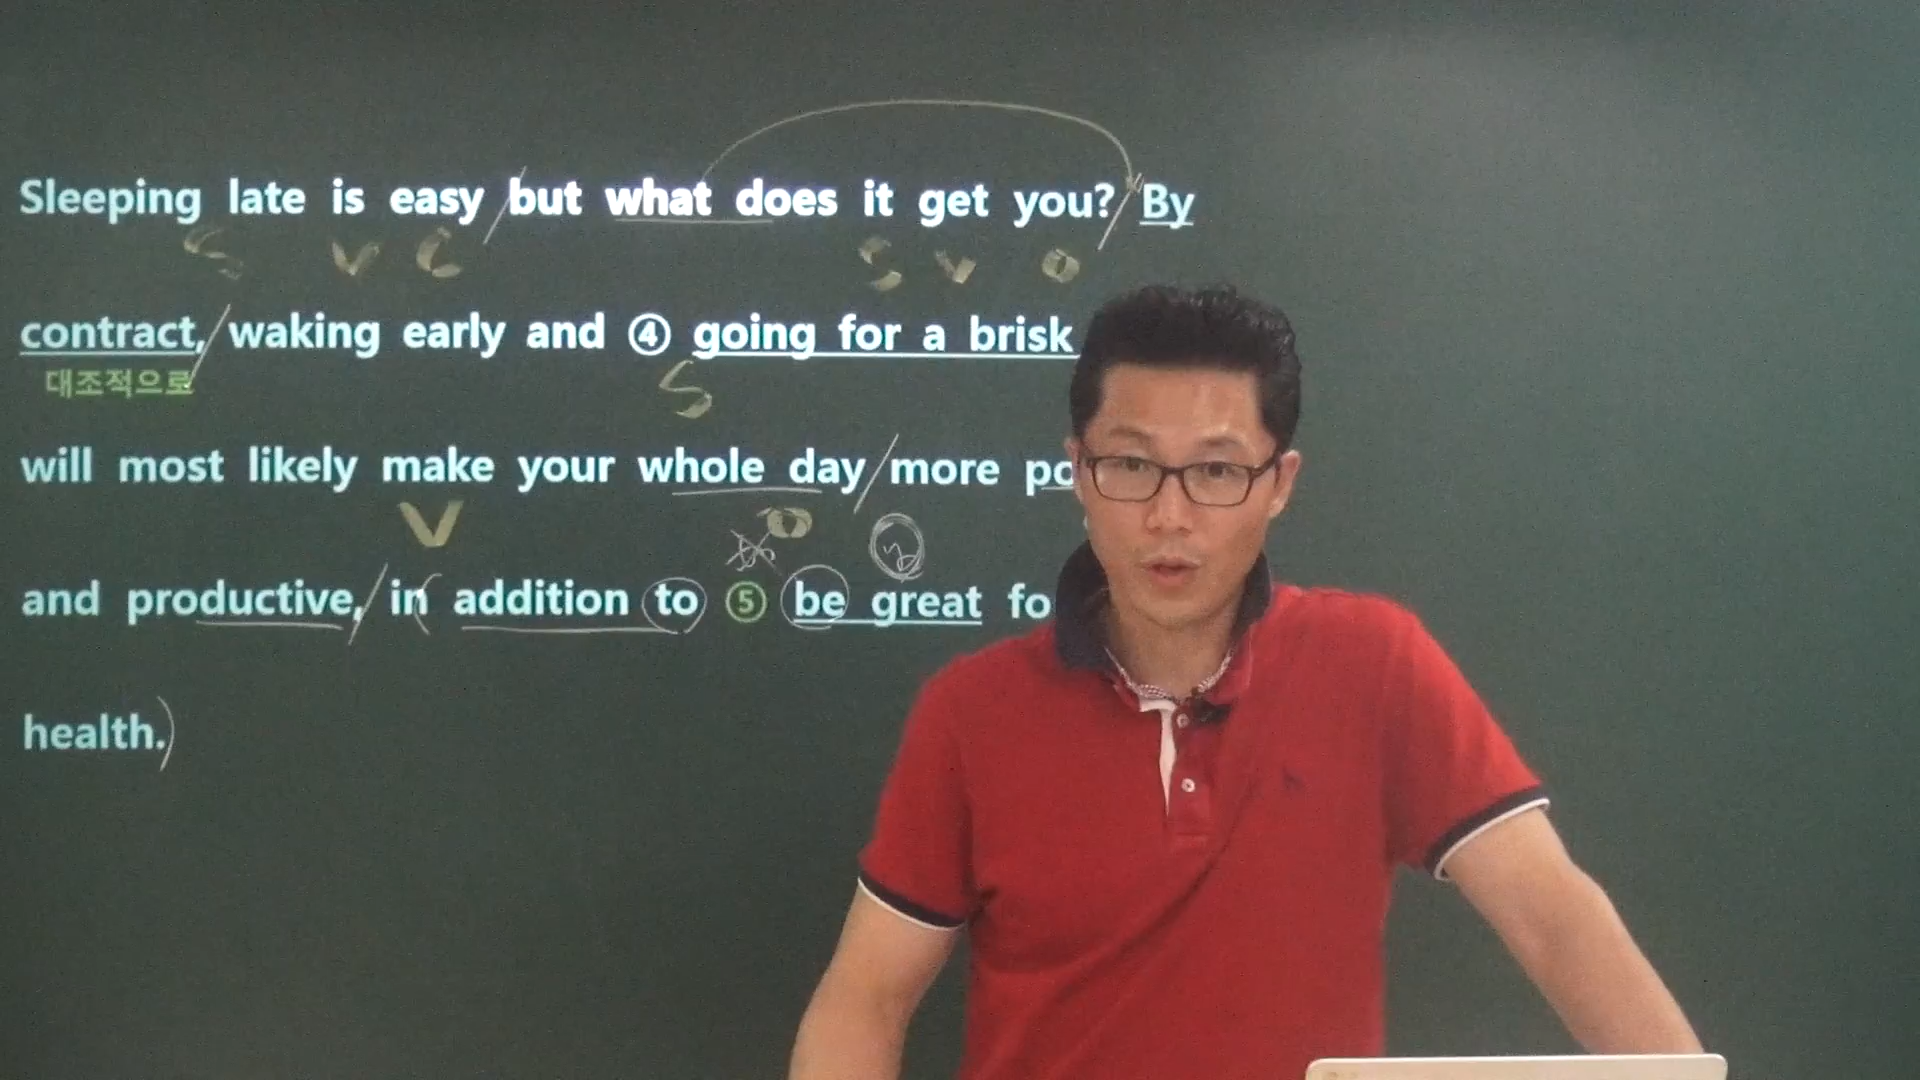 Sleeping late is easy but what does it get you? By
S V C S V O
contract, waking early and ④ going for a brisk
대조적으로
S
will most likely make your whole day more
V O
and productive, in addition to ⑤ be great
health.